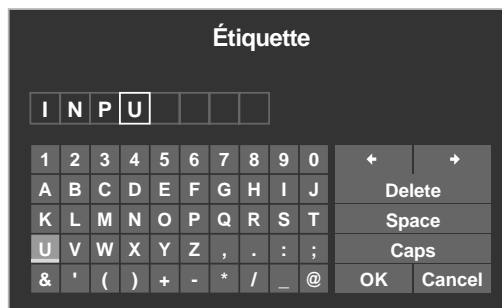 Étiquette
I N P U
1 2 3 4 5 6 7 8 9 0
A B C D E F G H I J Delete
K L M N O P Q R S T Space
U V W X Y Z , . : ; Caps
& ' ( ) + - * / _ @ OK Cancel